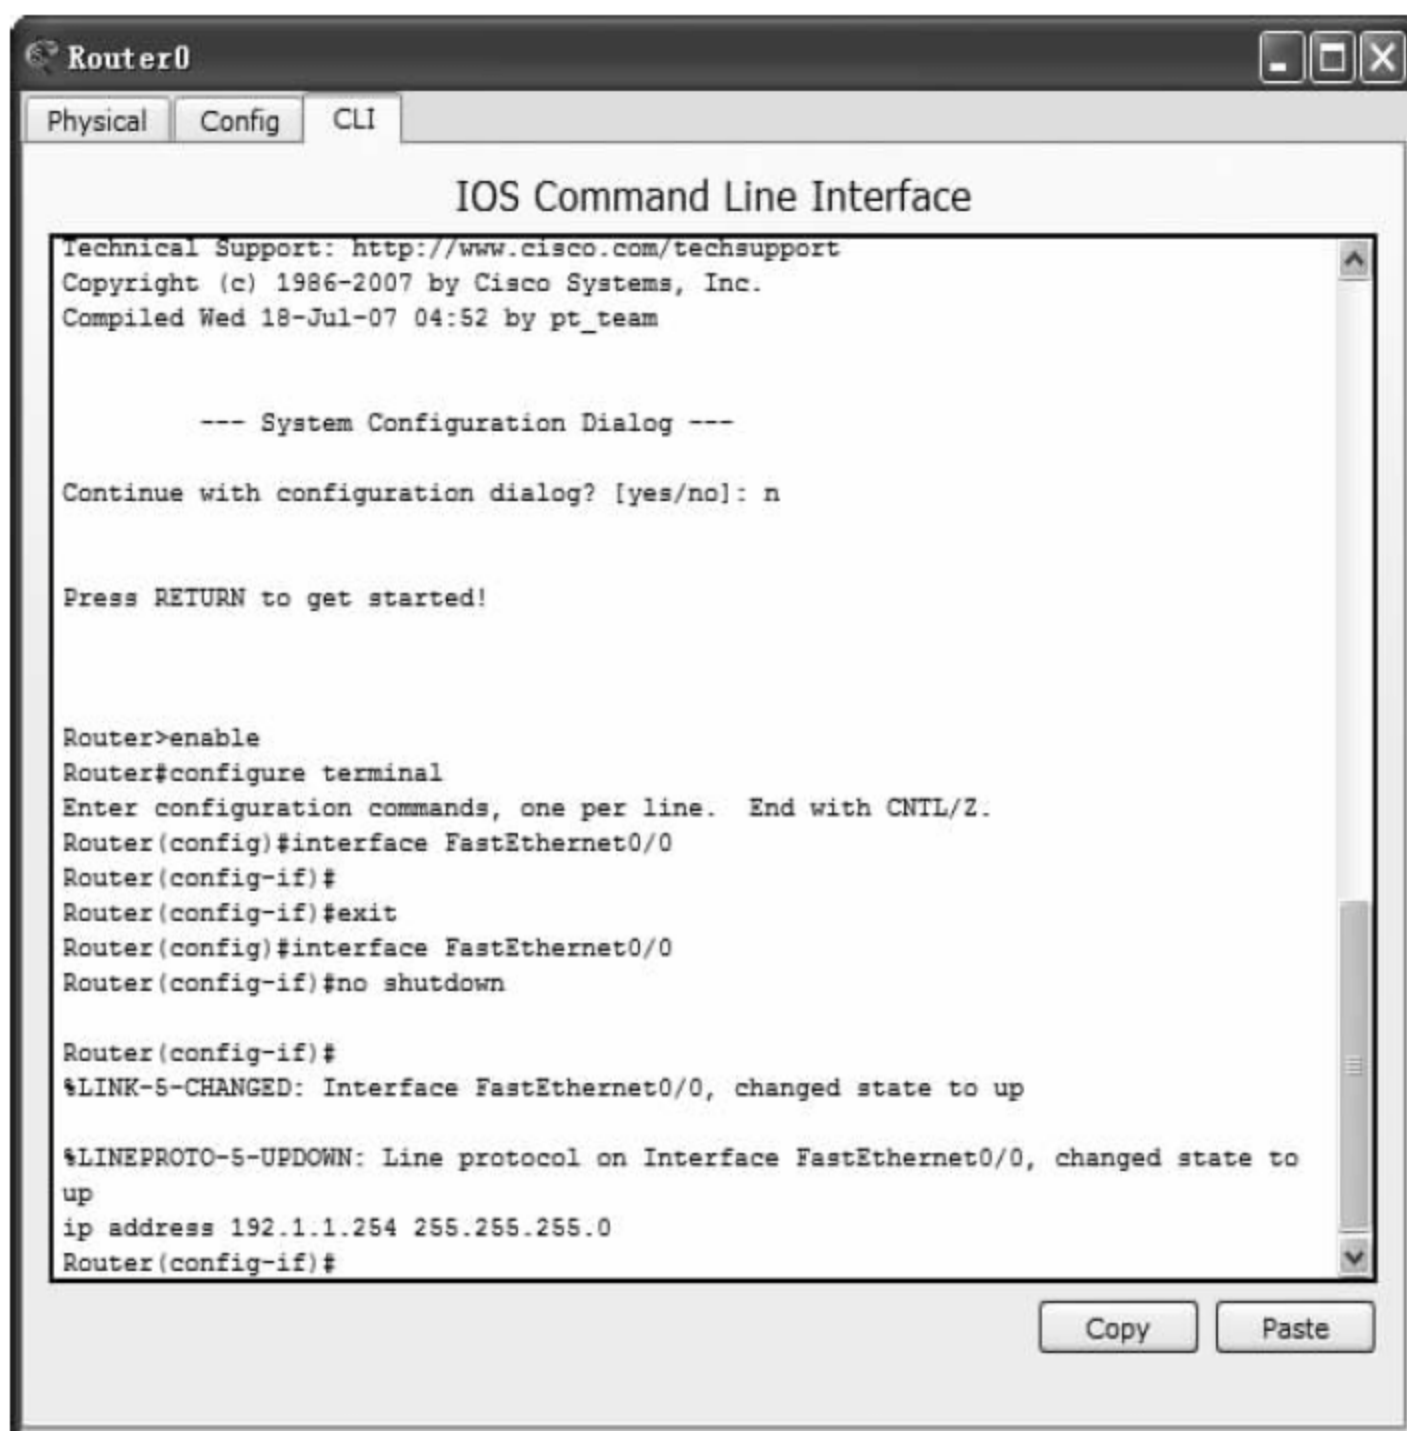 Router0
Physical Config CLI
IOS Command Line Interface
Technical Support: http://www.cisco.com/techsupport
Copyright (c) 1986-2007 by Cisco Systems, Inc.
Compiled Wed 18-Jul-07 04:52 by pt_team
--- System Configuration Dialog ---
Continue with configuration dialog? [yes/no]: n
Press RETURN to get started!
Router>enable
Router#configure terminal
Enter configuration commands, one per line.  End with CNTL/Z.
Router(config)#interface FastEthernet0/0
Router(config-if)#
Router(config-if)#exit
Router(config)#interface FastEthernet0/0
Router(config-if)#no shutdown
Router(config-if)#
%LINK-5-CHANGED: Interface FastEthernet0/0, changed state to up
%LINEPROTO-5-UPDOWN: Line protocol on Interface FastEthernet0/0, changed state to
up
ip address 192.1.1.254 255.255.255.0
Router(config-if)#
Copy Paste